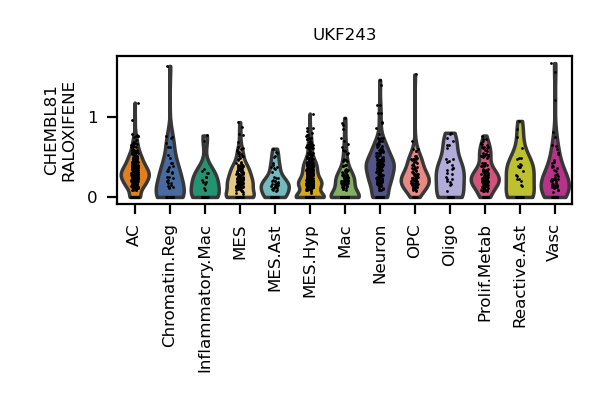 UKF243
CHEMBL81
RALOXIFENE
1
0
AC
Chromatin.Reg
Inflammatory.Mac
MES
MES.Ast
MES.Hyp
Mac
Neuron
OPC
Oligo
Prolif.Metab
Reactive.Ast
Vasc